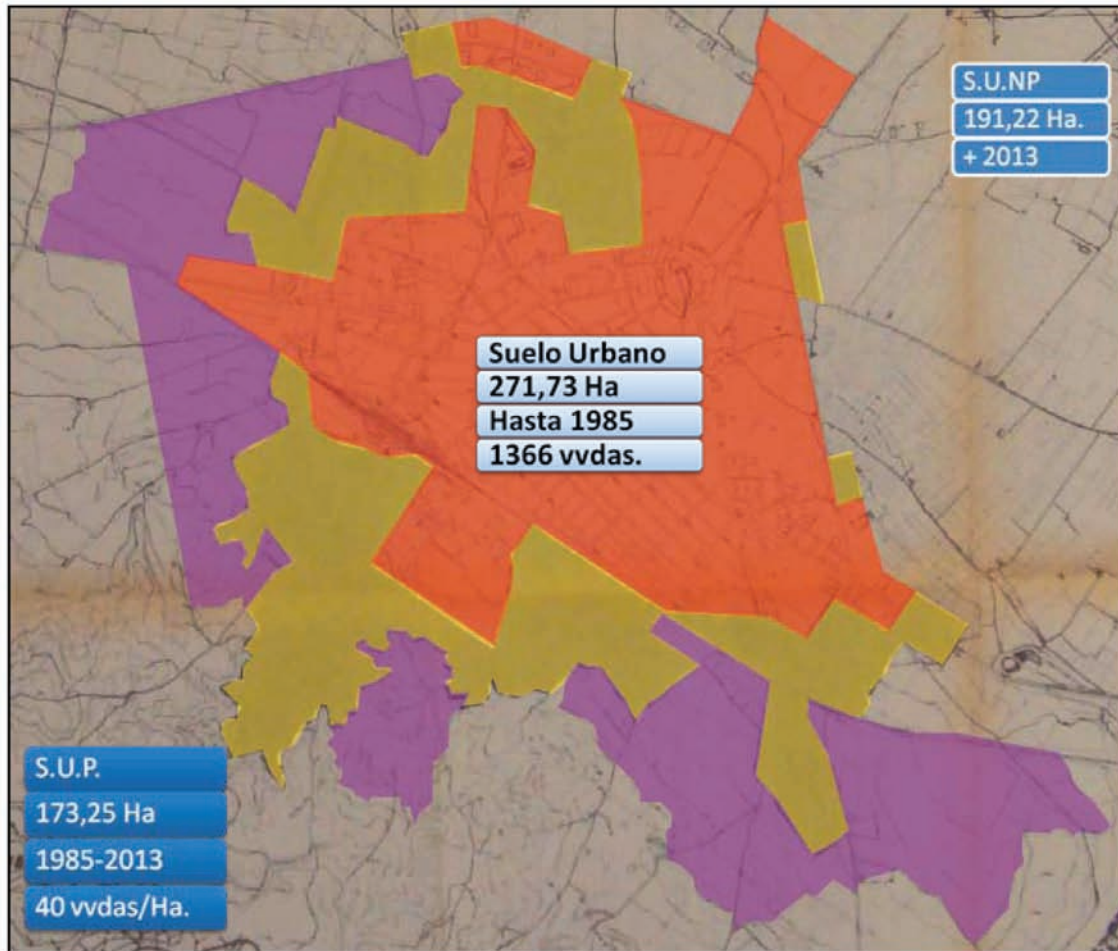 S.U.NP
191,22 Ha.
+ 2013
Suelo Urbano
271,73 Ha
Hasta 1985
1366 vvdas.
S.U.P.
173,25 Ha
1985-2013
40 vvdas/Ha.